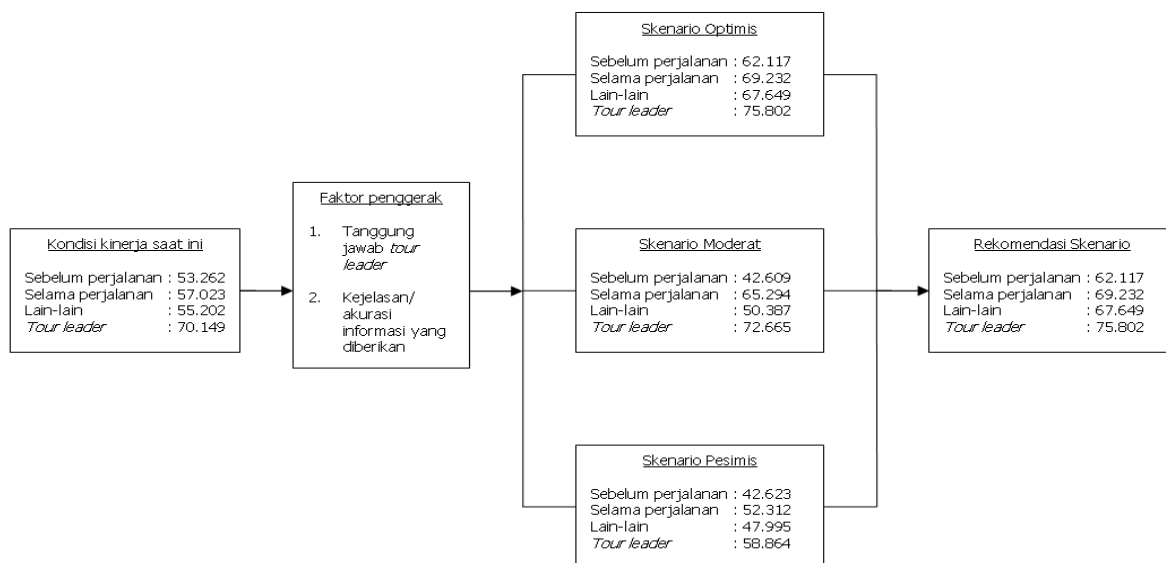 Kondisi kinerja saat ini
Sebelum perjalanan : 53.262
Selama perjalanan : 57.023
Lain-lain : 55.202
Tour leader : 70.149
Faktor penggerak
1. Tanggung
jawab tour
leader
2. Kejelasan/
akurasi
informasi yang
diberikan
Skenario Optimis
Sebelum perjalanan : 62.117
Selama perjalanan : 69.232
Lain-lain : 67.649
Tour leader : 75.802
Skenario Moderat
Sebelum perjalanan : 42.609
Selama perjalanan : 65.294
Lain-lain : 50.387
Tour leader : 72.665
Skenario Pesimis
Sebelum perjalanan : 42.623
Selama perjalanan : 52.312
Lain-lain : 47.995
Tour leader : 58.864
Rekomendasi Skenario
Sebelum perjalanan : 62.117
Selama perjalanan : 69.232
Lain-lain : 67.649
Tour leader : 75.802